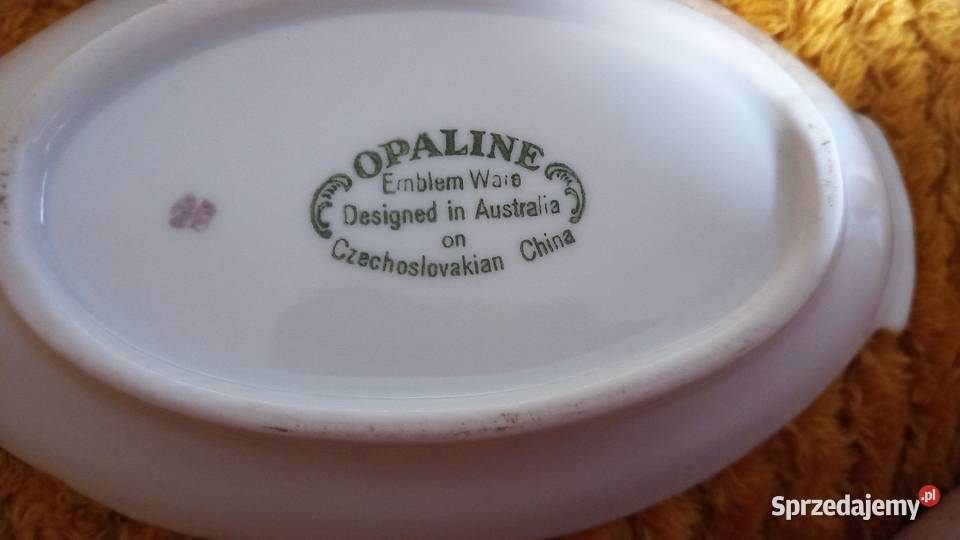 OPALINE
Emblem Ware
Designed in Australia
on
Czechoslovakian China
Sprzedajemy.pl